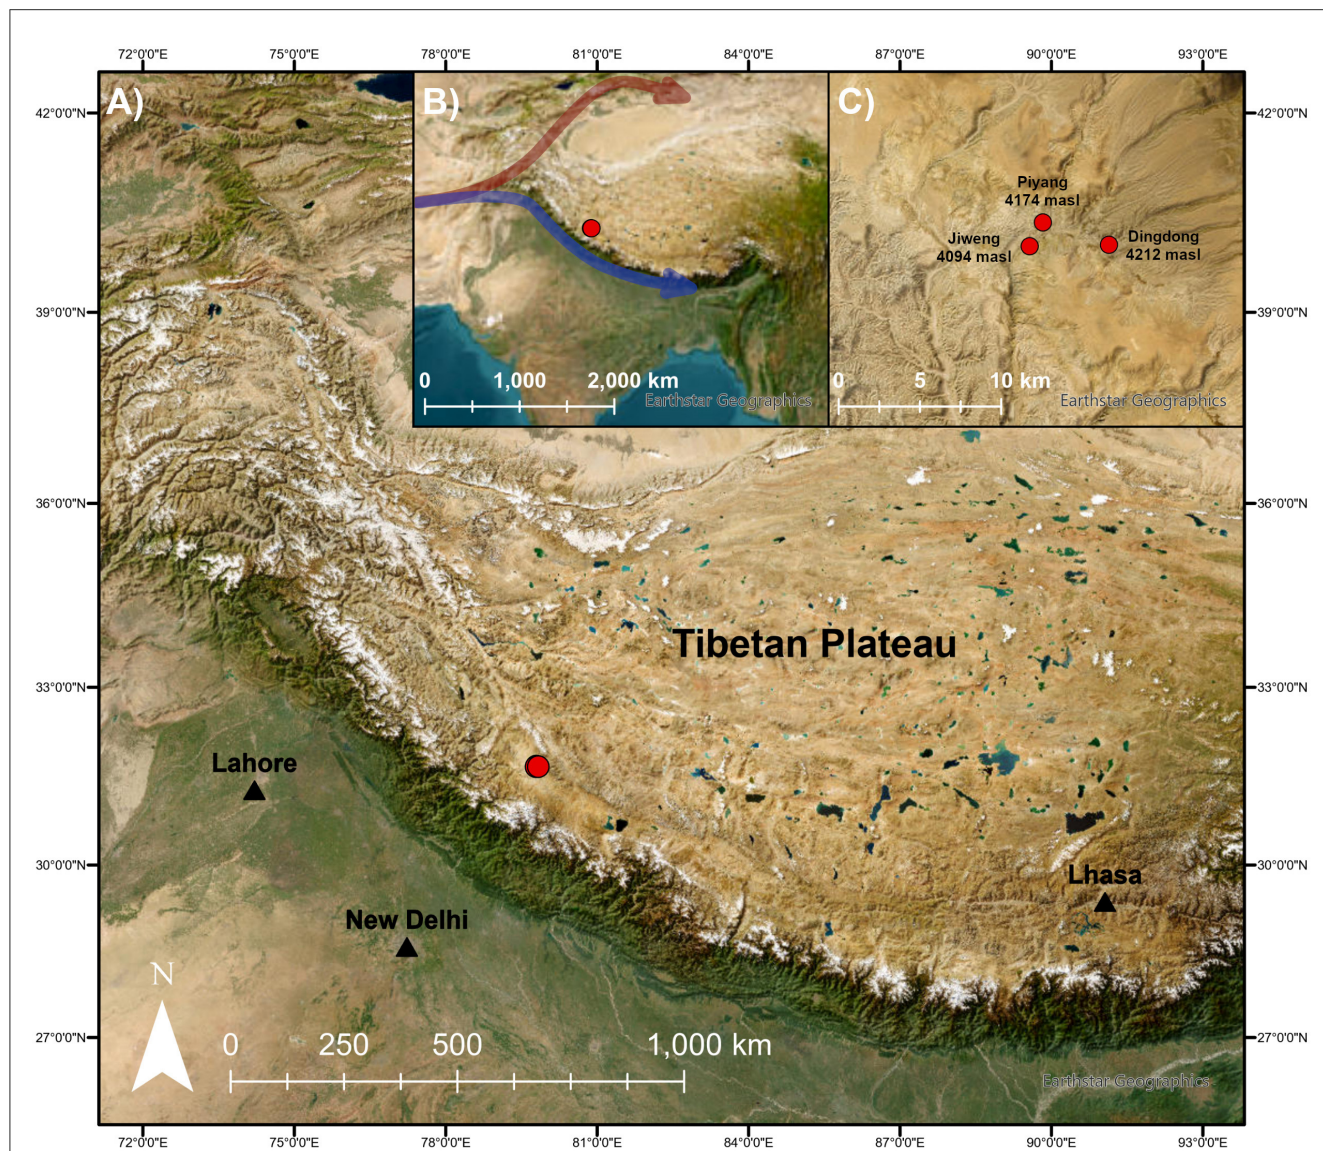 72°0'0"E 75°0'0"E 78°0'0"E 81°0'0"E 84°0'0"E 87°0'0"E 90°0'0"E 93°0'0"E
A)
B)
C)
42°0'0"N
42°0'0"N
Piyang
4174 masl
Jiweng
4094 masl
Dingdong
4212 masl
39°0'0"N
39°0'0"N
0 1,000 2,000 km
Earthstar Geographics
0 5 10 km
Earthstar Geographics
36°0'0"N
36°0'0"N
Tibetan Plateau
33°0'0"N
33°0'0"N
Lahore
30°0'0"N
30°0'0"N
Lhasa
New Delhi
N
27°0'0"N
27°0'0"N
0 250 500 1,000 km
Earthstar Geographics
72°0'0"E 75°0'0"E 78°0'0"E 81°0'0"E 84°0'0"E 87°0'0"E 90°0'0"E 93°0'0"E